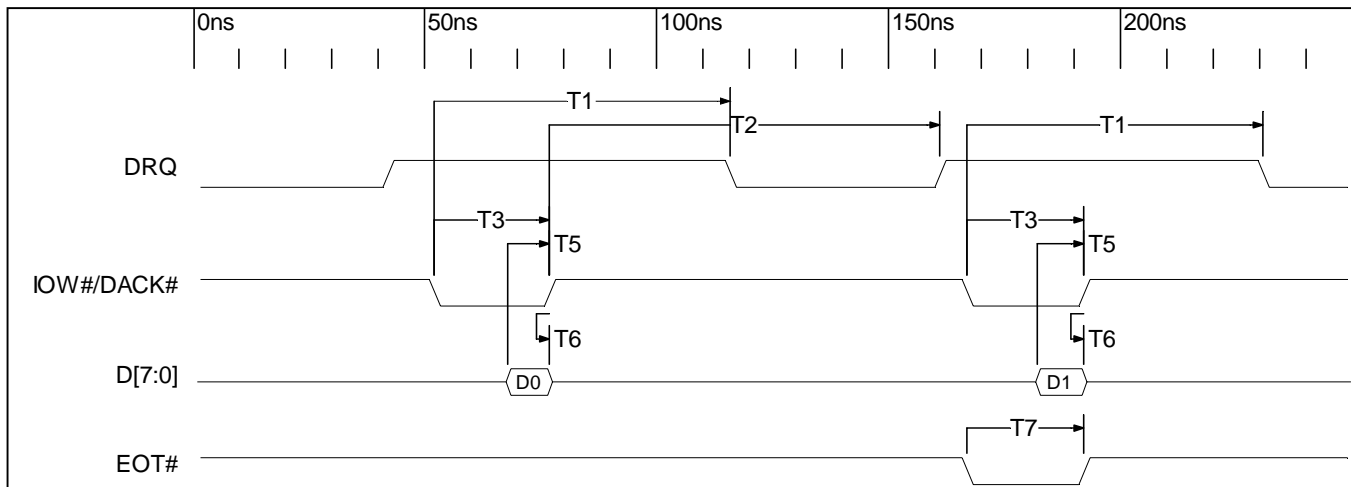 0ns 50ns 100ns 150ns 200ns
T1
T2 T1
DRQ
T3 T3
T5 T5
IOW#/DACK#
T6 T6
D[7:0] D0 D1
T7
EOT#